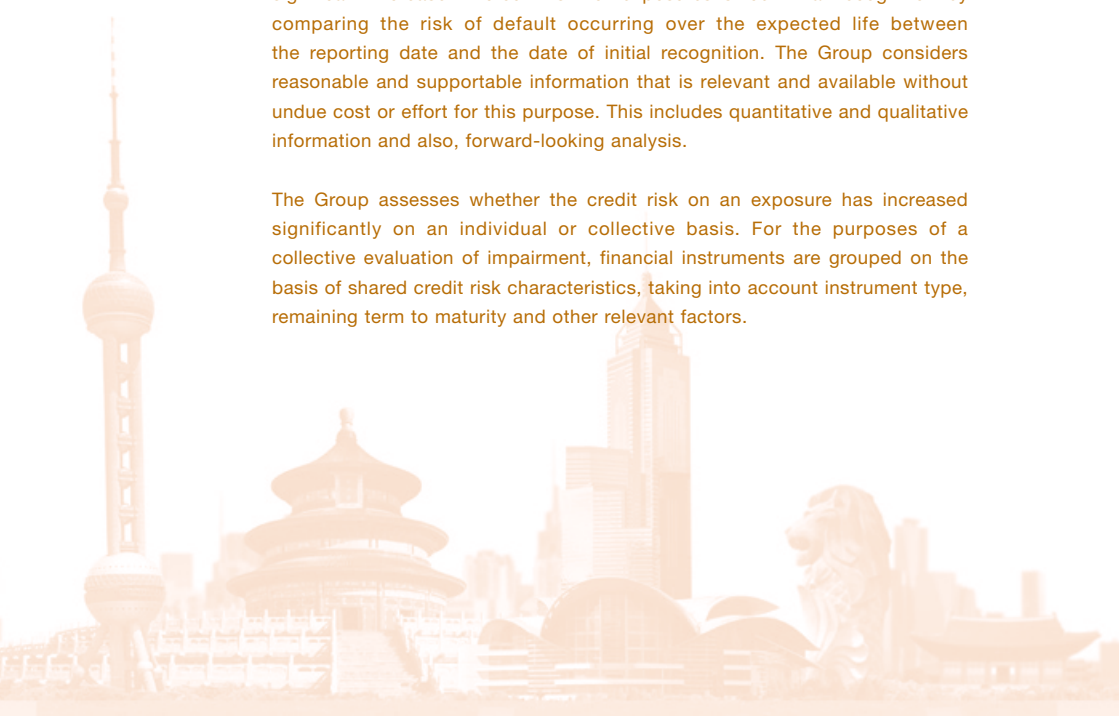 comparing the risk of default occurring over the expected life between
the reporting date and the date of initial recognition. The Group considers
reasonable and supportable information that is relevant and available without
undue cost or effort for this purpose. This includes quantitative and qualitative
information and also, forward-looking analysis.
The Group assesses whether the credit risk on an exposure has increased
significantly on an individual or collective basis. For the purposes of a
collective evaluation of impairment, financial instruments are grouped on the
basis of shared credit risk characteristics, taking into account instrument type,
remaining term to maturity and other relevant factors.